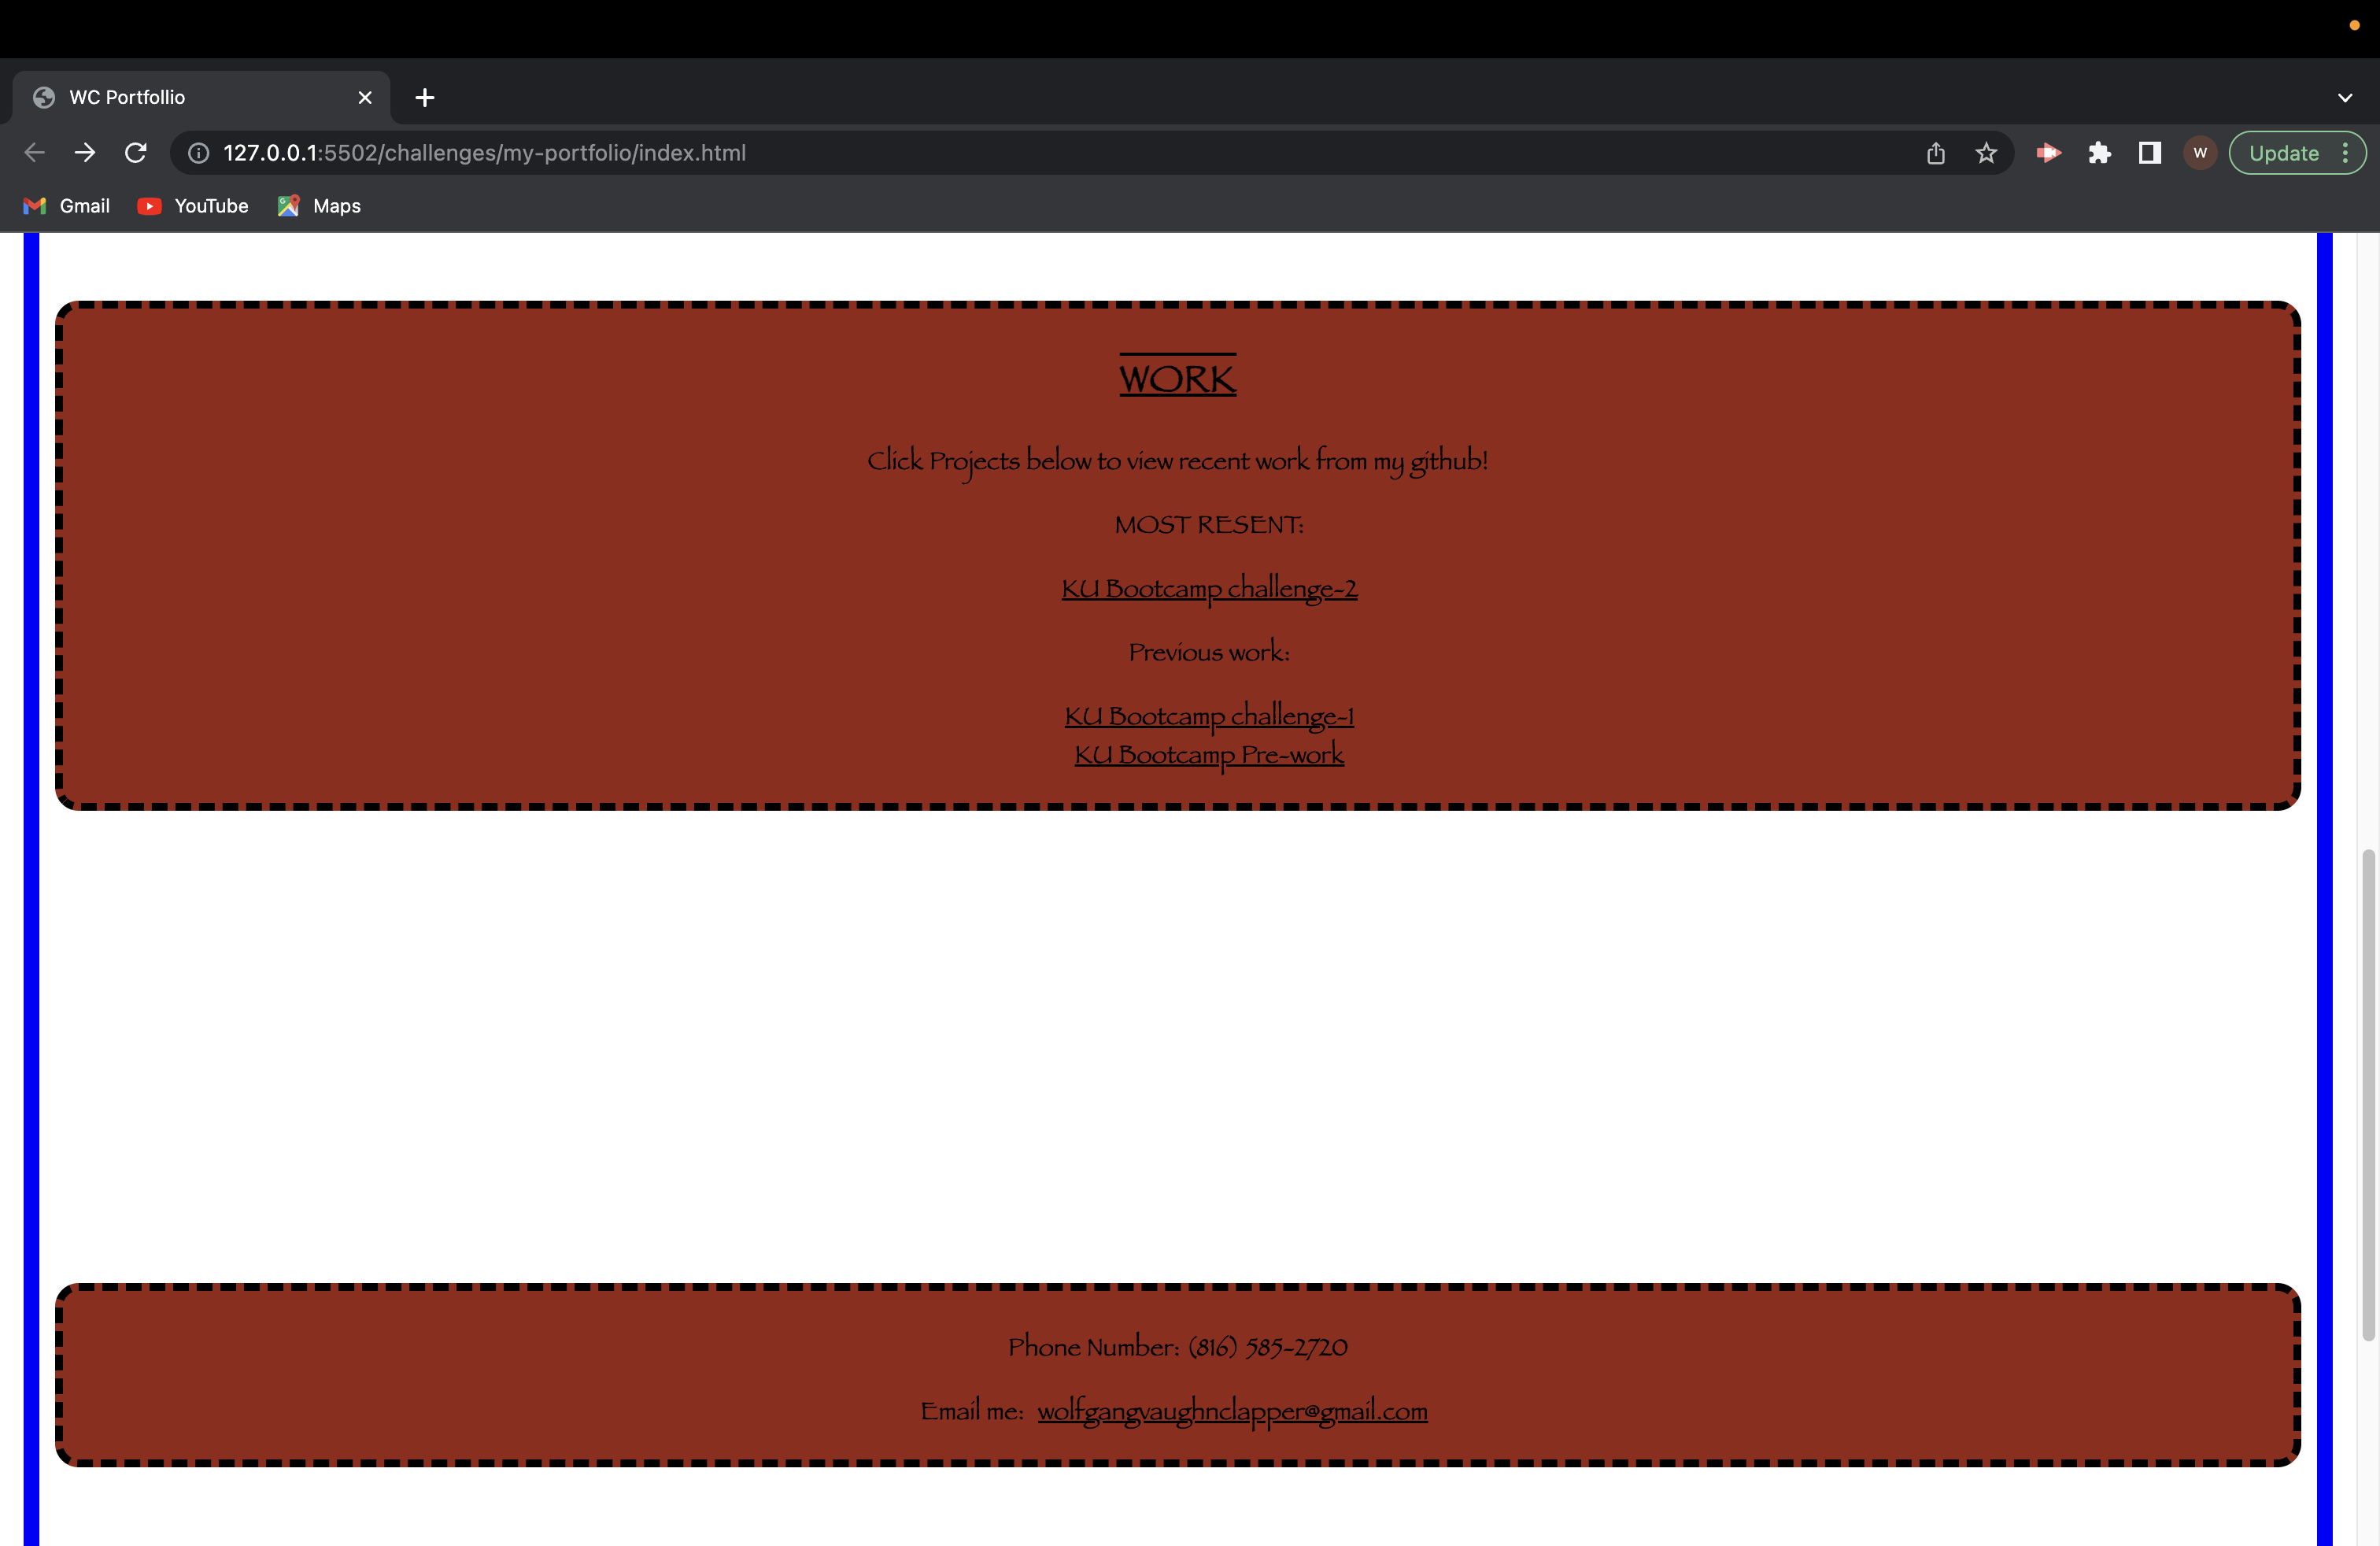 WC Portfollio
127.0.0.1:5502/challenges/my-portfolio/index.html
W
Update
Gmail
YouTube
Maps
WORK
Click Projects below to view recent work from my github!
MOST RESENT:
KU Bootcamp challenge-2
Previous work:
KU Bootcamp challenge-1
KU Bootcamp Pre-work
Phone Number: (816) 585-2720
Email me: wolfgangvaughnclapper@gmail.com